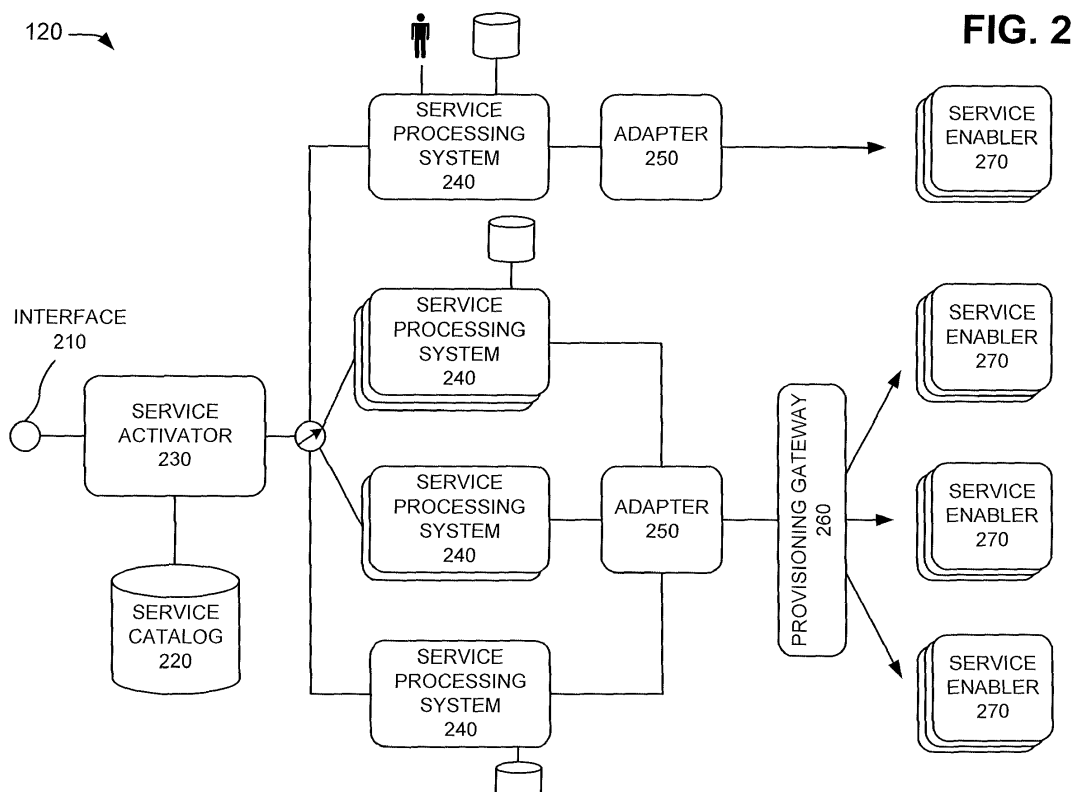 120
FIG. 2
SERVICE
PROCESSING
SYSTEM
240
ADAPTER
250
SERVICE
ENABLER
270
INTERFACE
210
SERVICE
ACTIVATOR
230
SERVICE
CATALOG
220
SERVICE
PROCESSING
SYSTEM
240
SERVICE
PROCESSING
SYSTEM
240
SERVICE
PROCESSING
SYSTEM
240
ADAPTER
250
PROVISIONING GATEWAY
260
SERVICE
ENABLER
270
SERVICE
ENABLER
270
SERVICE
ENABLER
270